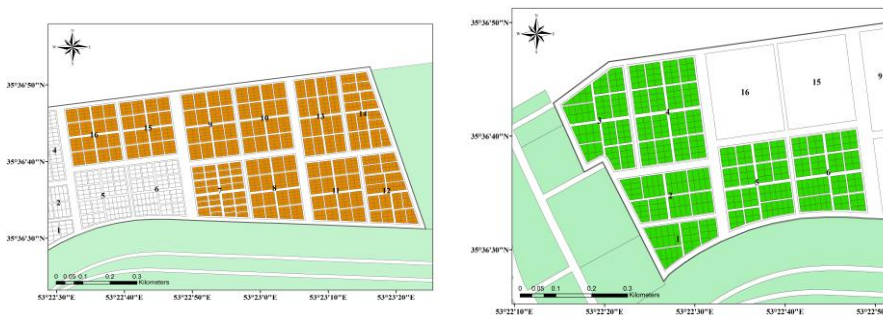 35°36'50"N
35°36'40"N
35°36'30"N
16
15
9
10
13
14
4
5
6
7
8
11
12
2
1
0 0.05 0.1 0.2 0.3
Kilometers
53°22'30"E
53°22'40"E
53°22'50"E
53°23'0"E
53°23'10"E
53°23'20"E
35°36'50"N
35°36'40"N
35°36'30"N
3
4
16
15
9
2
5
6
1
0 0.05 0.1 0.2 0.3
Kilometers
53°22'10"E
53°22'20"E
53°22'30"E
53°22'40"E
53°22'50"E